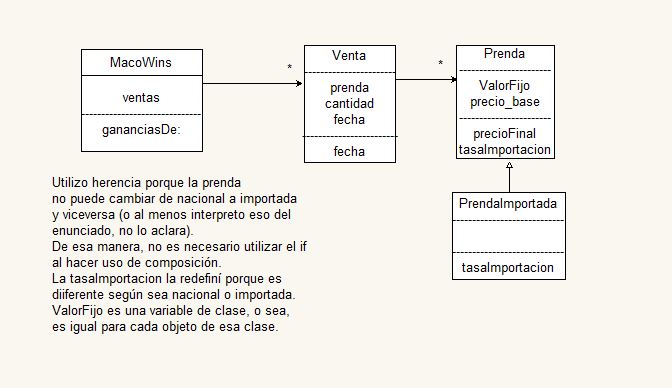 MacoWins
ventas
gananciasDe:
*
Venta
prenda
cantidad
fecha
fecha
*
Prenda
ValorFijo
precio_base
precioFinal
tasaImportacion
PrendaImportada
tasaImportacion
Utilizo herencia porque la prenda
no puede cambiar de nacional a importada
y viceversa (o al menos interpreto eso del
enunciado, no lo aclara).
De esa manera, no es necesario utilizar el if
al hacer uso de composición.
La tasaImportacion la redefiní porque es
diiferente según sea nacional o importada.
ValorFijo es una variable de clase, o sea,
es igual para cada objeto de esa clase.